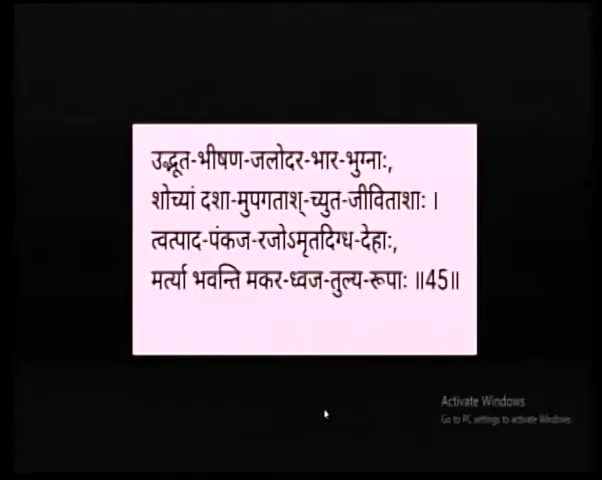 उद्भूत-भीषण-जलोदर-भार-भुग्नाः,
शोच्यां दशा-मुपगताश्-च्युत-जीविताशाः ।
त्वत्पाद-पंकज-रजोऽमृतदिग्ध-देहाः,
मर्त्या भवन्ति मकर-ध्वज-तुल्य-रूपाः ॥45॥
Activate Windows
Go to PC settings to activate Windows.